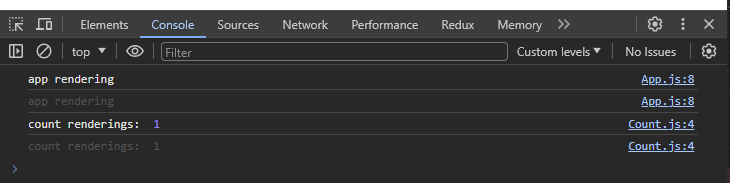 Elements Console Sources Network Performance Redux Memory
top Filter Custom levels No Issues
app rendering App.js:8
app rendering App.js:8
count renderings: 1 Count.js:4
count renderings: 1 Count.js:4